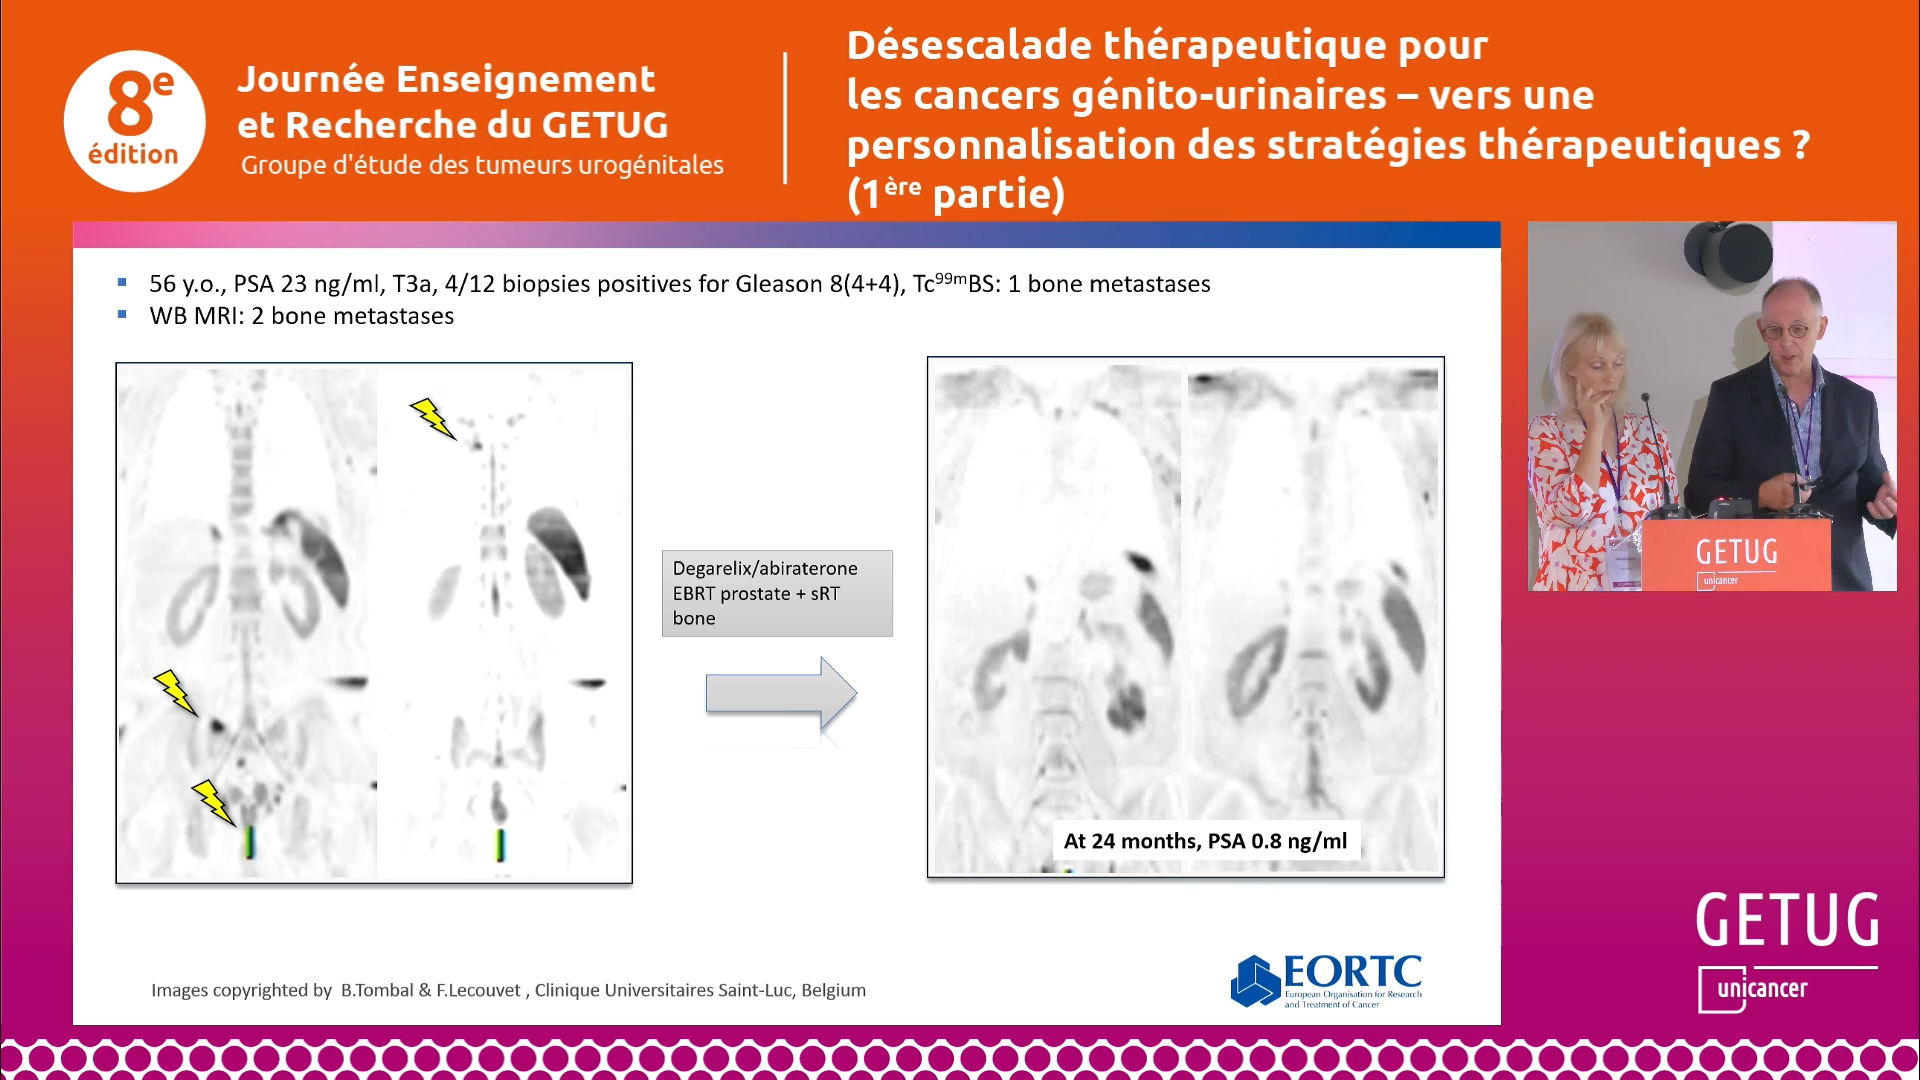 8e
édition
Journée Enseignement
et Recherche du GETUG
Groupe d'étude des tumeurs urogénitales
Désescalade thérapeutique pour
les cancers génito-urinaires – vers une
personnalisation des stratégies thérapeutiques ?
(1ère partie)
56 y.o., PSA 23 ng/ml, T3a, 4/12 biopsies positives for Gleason 8(4+4), Tc99mBS: 1 bone metastases
WB MRI: 2 bone metastases
Degarelix/abiraterone
EBRT prostate + sRT
bone
At 24 months, PSA 0.8 ng/ml
Images copyrighted by B.Tombal & F.Lecouvet , Clinique Universitaires Saint-Luc, Belgium
EORTC
European Organisation for Research
and Treatment of Cancer
GETUG
unicancer
GETUG
unicancer